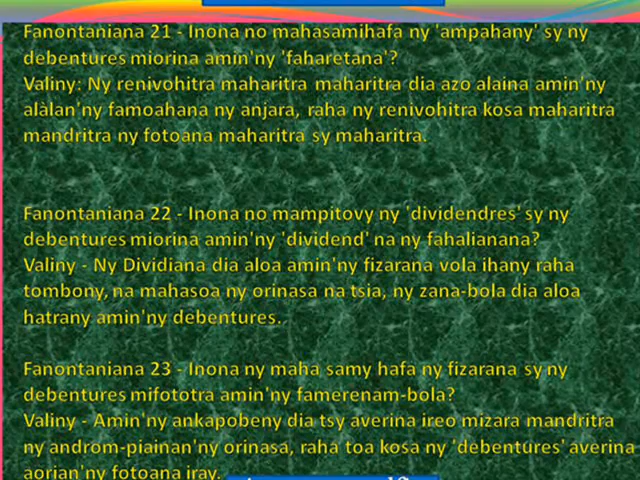 Fanontaniana 21 - Inona no mahasamihafa ny 'ampahany' sy ny
debentures miorina amin'ny 'faharetana'?
Valiny: Ny renivohitra maharitra maharitra dia azo alaina amin'ny
alàlan'ny famoahana ny anjara, raha ny renivohitra kosa maharitra
mandritra ny fotoana maharitra sy maharitra.
Fanontaniana 22 - Inona no mampitovy ny 'dividendres' sy ny
debentures miorina amin'ny 'dividend' na ny fahalianana?
Valiny - Ny Dividiana dia aloa amin'ny fizarana vola ihany raha
tombony, na mahasoa ny orinasa na tsia, ny zana-bola dia aloa
hatrany amin'ny debentures.
Fanontaniana 23 - Inona ny maha samy hafa ny fizarana sy ny
debentures mifototra amin'ny famerenam-bola?
Valiny - Amin'ny ankapobeny dia tsy averina ireo mizara mandritra
ny androm-piainan'ny orinasa, raha toa kosa ny 'debentures' averina
aorian'ny fotoana iray.